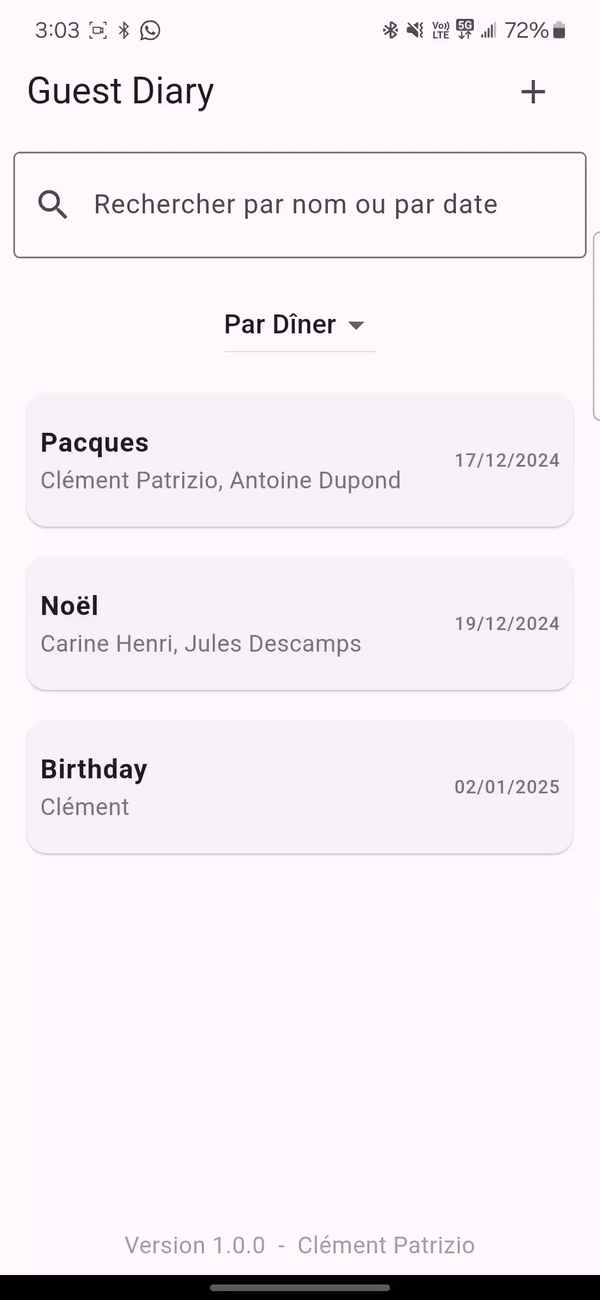 3:03 Vo)) LTE 5G 72%
Guest Diary +
Rechercher par nom ou par date
Par Dîner
Pacques
17/12/2024
Clément Patrizio, Antoine Dupond
Noël
19/12/2024
Carine Henri, Jules Descamps
Birthday
02/01/2025
Clément
Version 1.0.0 - Clément Patrizio